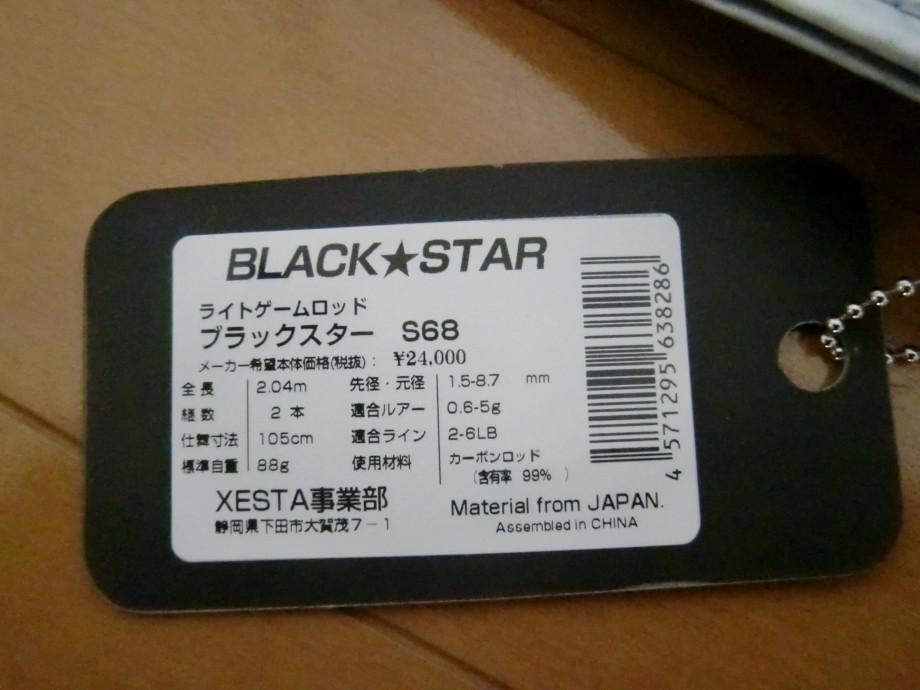 BLACK★STAR
ライトゲームロッド
ブラックスター S68
メーカー希望本体価格(税抜): ¥24,000
全長 2.04m 先径・元径 1.5-8.7 mm
継数 2 本 適合ルアー 0.6-5g
仕舞寸法 105cm 適合ライン 2-6LB
標準自重 88g 使用材料 カーボンロッド
(含有率 99% )
XESTA事業部
静岡県下田市大賀茂7-1
Material from JAPAN.
Assembled in CHINA
4 571295 638286